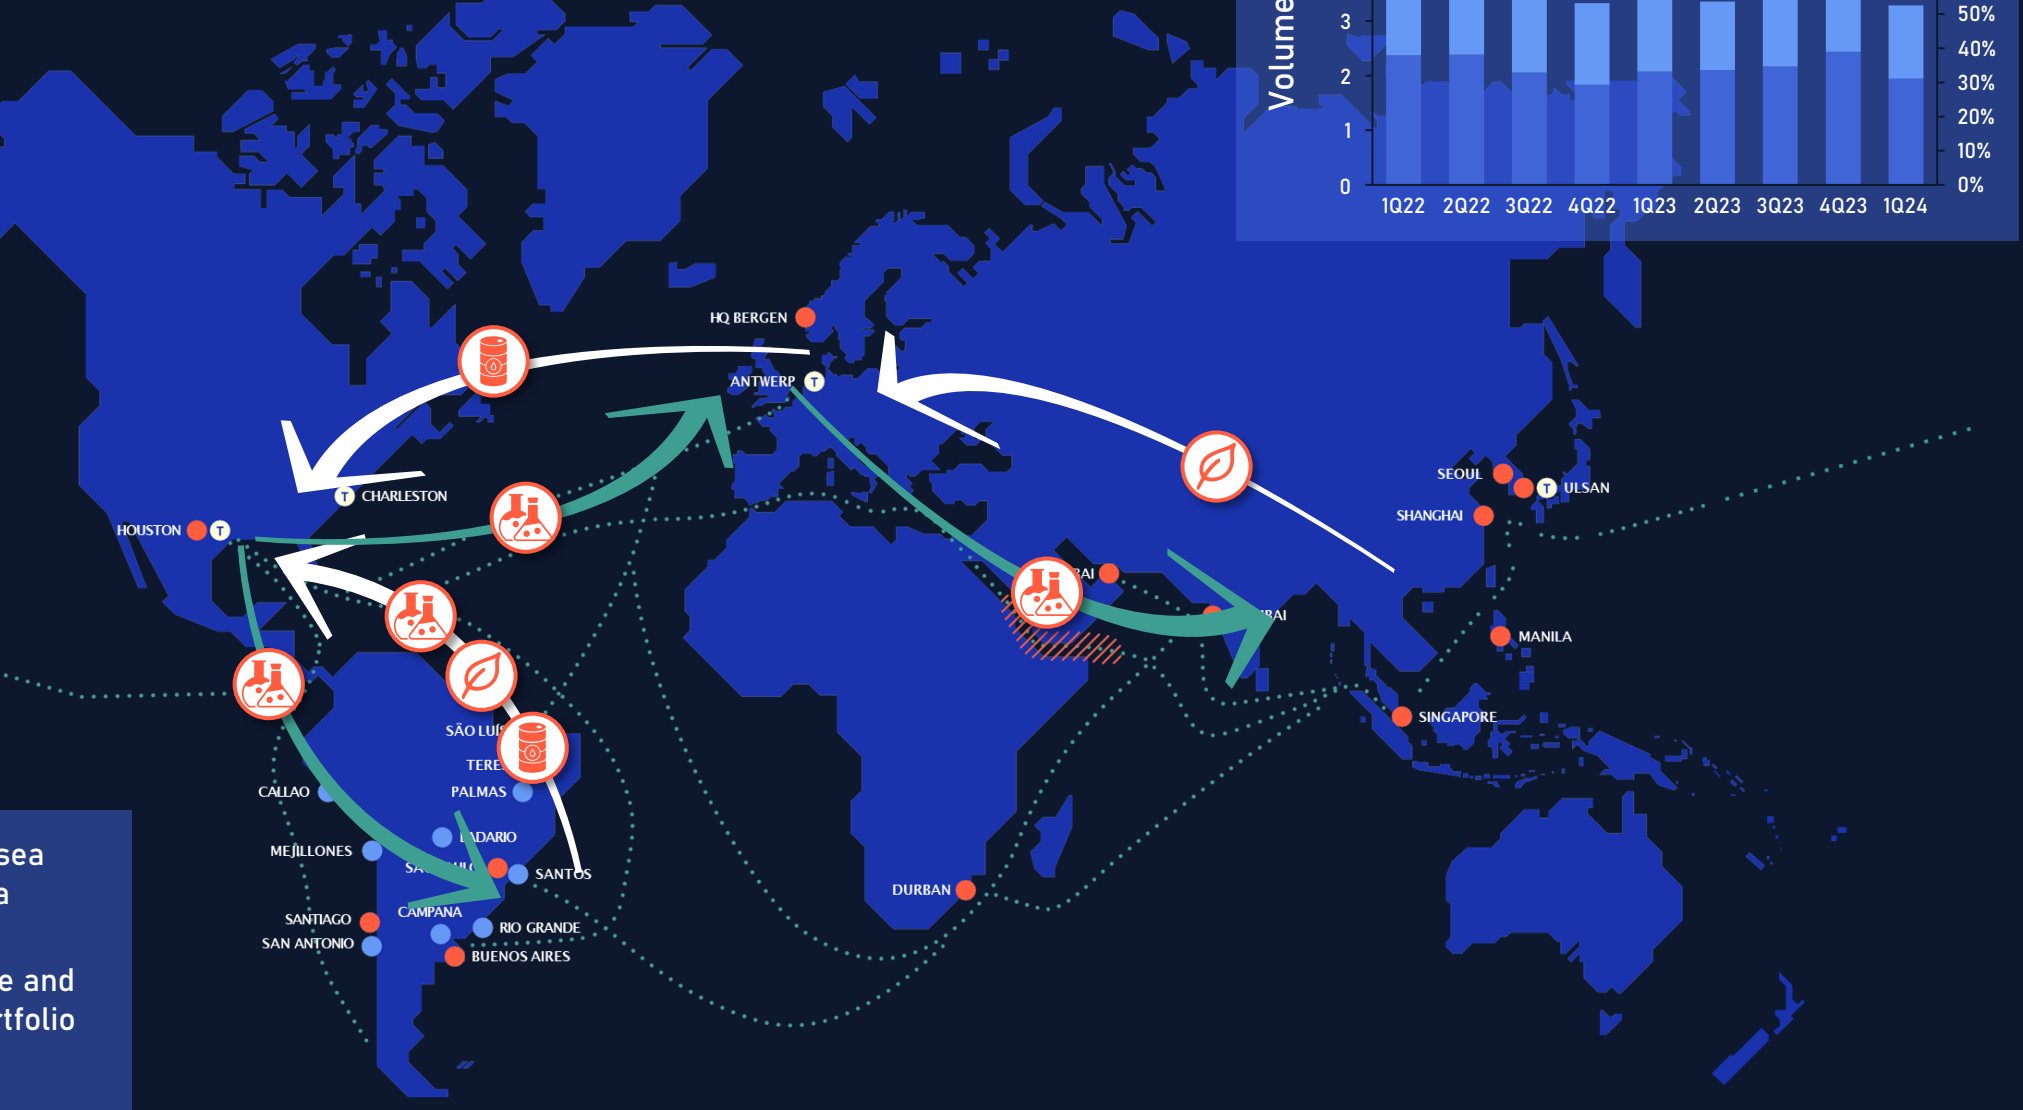 Volume
3
2
1
0
50%
40%
30%
20%
10%
0%
1Q22 2Q22 3Q22 4Q22 1Q23 2Q23 3Q23 4Q23 1Q24
HQ BERGEN
ANTWERP T
T CHARLESTON
HOUSTON T
SEOUL
T ULSAN
SHANGHAI
MANILA
SINGAPORE
SÃO LUÍS
CALLAO
PALMAS
MEJILLONES
SANTOS
DURBAN
SANTIAGO
CAMPANA
RIO GRANDE
SAN ANTONIO
BUENOS AIRES
sea
a
e and
rtfolio